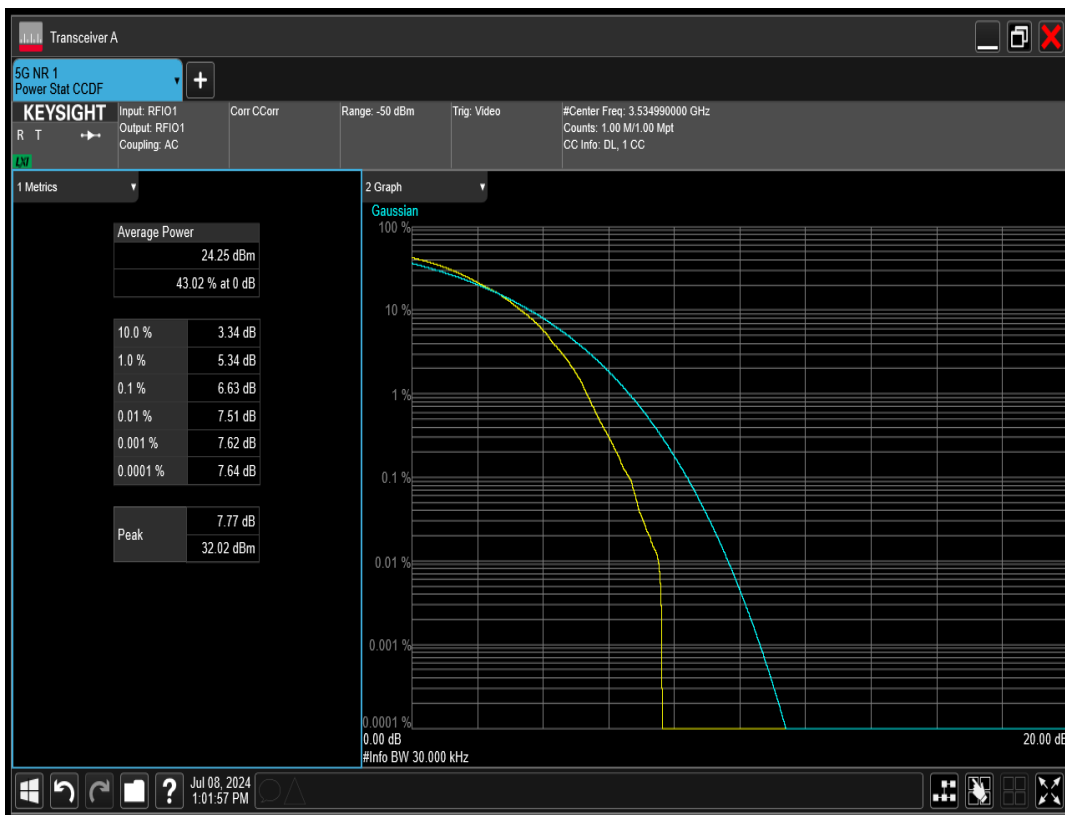 Transceiver A
5G NR 1
Power Stat CCDF
+
KEYSIGHT
R T
LXI
Input: RFIO1
Output: RFIO1
Coupling: AC
Corr CCorr
Range: -50 dBm
Trig: Video
#Center Freq: 3.534990000 GHz
Counts: 1.00 M/1.00 Mpt
CC Info: DL, 1 CC
1 Metrics
Average Power
24.25 dBm
43.02 % at 0 dB
10.0 % 3.34 dB
1.0 % 5.34 dB
0.1 % 6.63 dB
0.01 % 7.51 dB
0.001 % 7.62 dB
0.0001 % 7.64 dB
Peak 7.77 dB
32.02 dBm
2 Graph
Gaussian
100 %
10 %
1 %
0.1 %
0.01 %
0.001 %
0.0001 %
0.00 dB 20.00 dB
#Info BW 30.000 kHz
?
Jul 08, 2024
1:01:57 PM